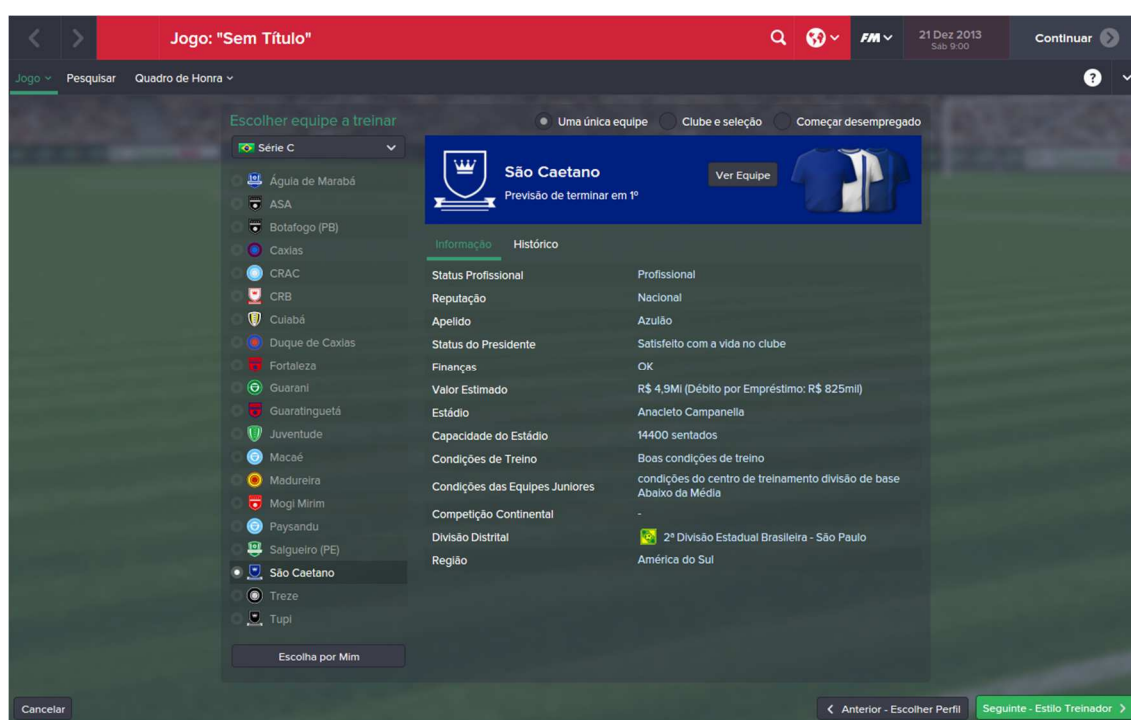 Jogo: "Sem Título"
FM
21 Dez 2013
Sáb 9:00
Continuar
Jogo
Pesquisar
Quadro de Honra
?
Escolher equipe a treinar
Uma única equipe
Clube e seleção
Começar desempregado
Série C
Águia de Marabá
ASA
Botafogo (PB)
Caxias
CRAC
CRB
Cuiabá
Duque de Caxias
Fortaleza
Guarani
Guaratinguetá
Juventude
Macaé
Madureira
Mogi Mirim
Paysandu
Salgueiro (PE)
São Caetano
Treze
Tupi
Escolha por Mim
São Caetano
Previsão de terminar em 1º
Ver Equipe
Informação
Histórico
Status Profissional Profissional
Reputação Nacional
Apelido Azulão
Status do Presidente Satisfeito com a vida no clube
Finanças OK
Valor Estimado R$ 4,9Mi (Débito por Empréstimo: R$ 825mil)
Estádio Anacleto Campanella
Capacidade do Estádio 14400 sentados
Condições de Treino Boas condições de treino
Condições das Equipes Juniores condições do centro de treinamento divisão de base
Abaixo da Média
Competição Continental -
Divisão Distrital 2ª Divisão Estadual Brasileira - São Paulo
Região América do Sul
Cancelar
Anterior - Escolher Perfil
Seguinte - Estilo Treinador